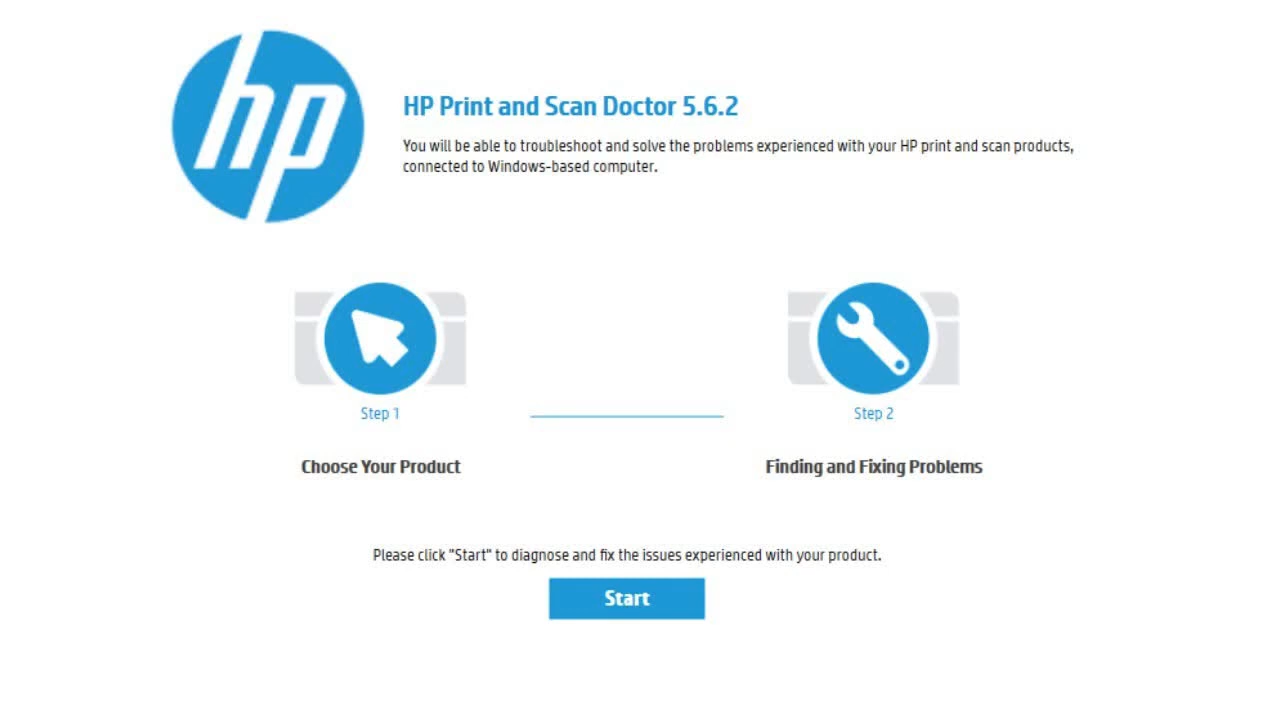 hp
HP Print and Scan Doctor 5.6.2
You will be able to troubleshoot and solve the problems experienced with your HP print and scan products,
connected to Windows-based computer.
Step 1
Step 2
Choose Your Product
Finding and Fixing Problems
Please click "Start" to diagnose and fix the issues experienced with your product.
Start